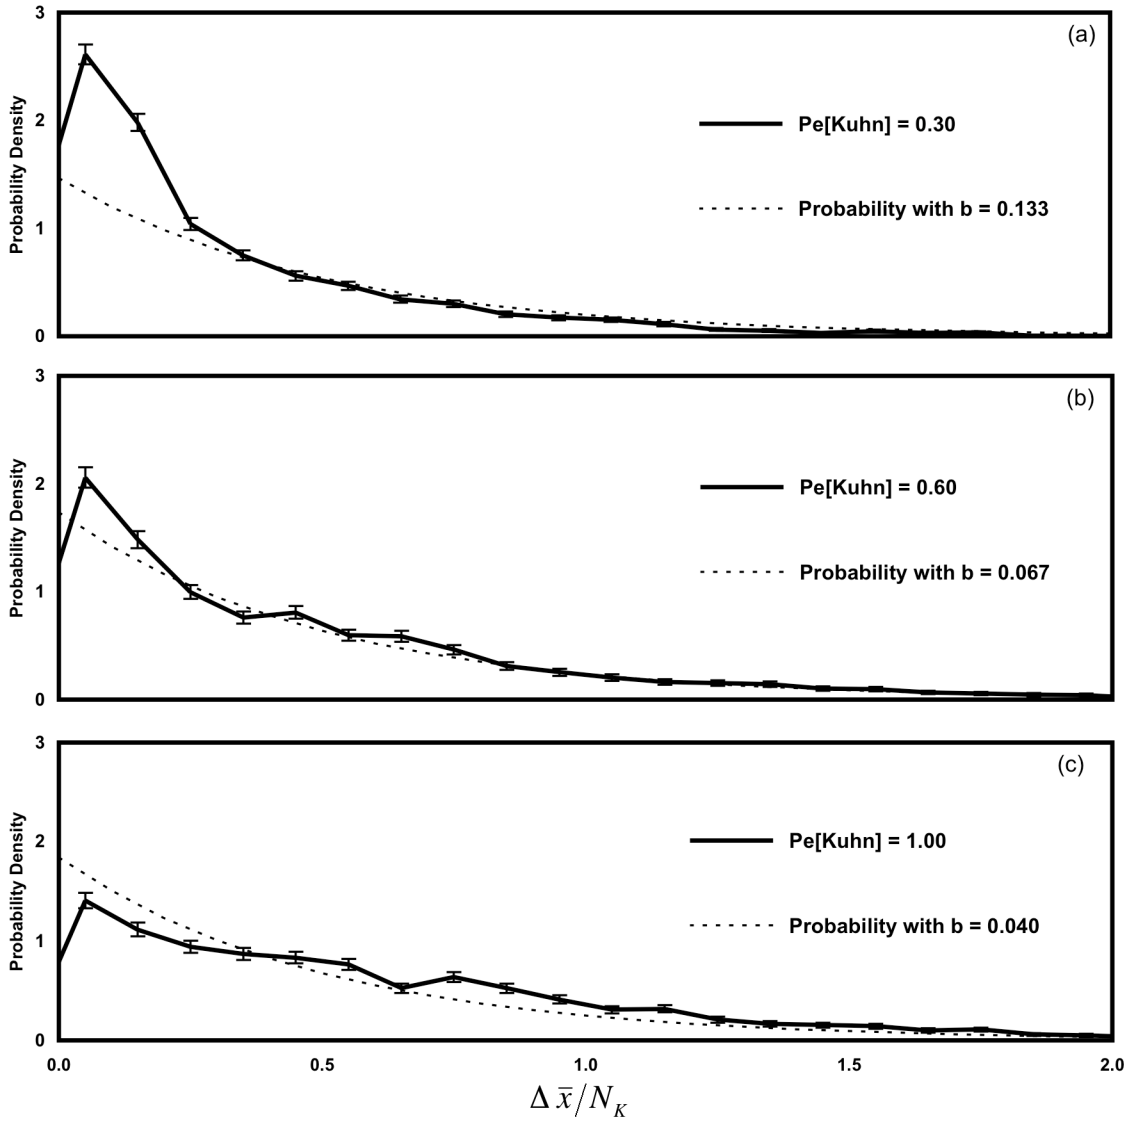 3
(a)
Probability Density
2
Pe[Kuhn] = 0.30
Probability with b = 0.133
1
0
3
(b)
Probability Density
2
Pe[Kuhn] = 0.60
Probability with b = 0.067
1
0
3
(c)
Probability Density
2
Pe[Kuhn] = 1.00
Probability with b = 0.040
1
0
0.0 0.5 1.0 1.5 2.0
Δ x̄/N_K